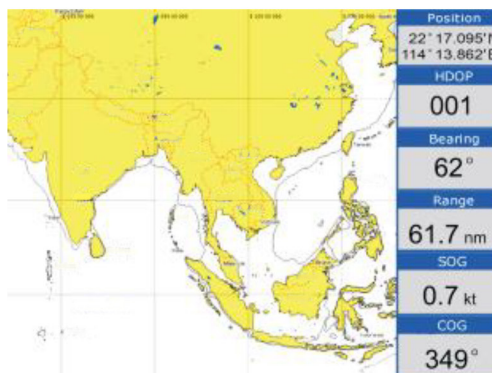 Position
22°17.095'N
114°13.862'E
HDOP
001
Bearing
62°
Range
61.7 nm
SOG
0.7 kt
COG
349°
Taiwan